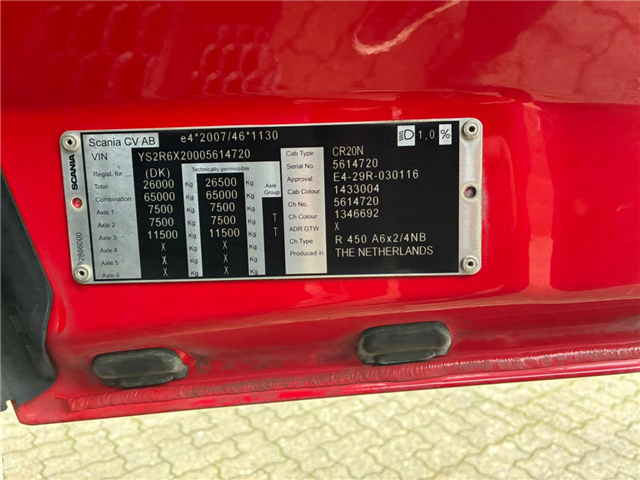 Scania CV AB e4*2007/46*1130 1,0 %
SCANIA
VIN YS2R6X20005614720
Regist. for (DK) Technically permissible
Total 26000 Kg 26500 Kg Axle Group
Combination 65000 Kg 65000 Kg
Axle 1 7500 Kg 7500 Kg
Axle 2 7500 Kg 7500 Kg T
Axle 3 11500 Kg 11500 Kg T
Axle 4 X Kg X Kg
Axle 5 X Kg X Kg
Axle 6 X Kg X Kg
Cab Type CR20N
Serial No. 5614720
Approval E4-29R-030116
Cab Colour 1433004
Ch No. 5614720
Ch Colour 1346692
ADR GTW X
Ch Type R 450 A6x2/4NB
Produced in THE NETHERLANDS